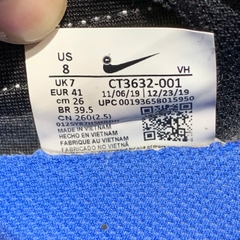 US
8 VH
UK 7 CT3632-001
EUR 41 11/06/19 12/23/19
cm 26 UPC 00193658015950
BR 39.5
CN 260(2.5)
MADE IN VIETNAM
HECHO EN VIETNAM
FABRIQUE AU VIETNAM
FABRICADO NO VIETNAM